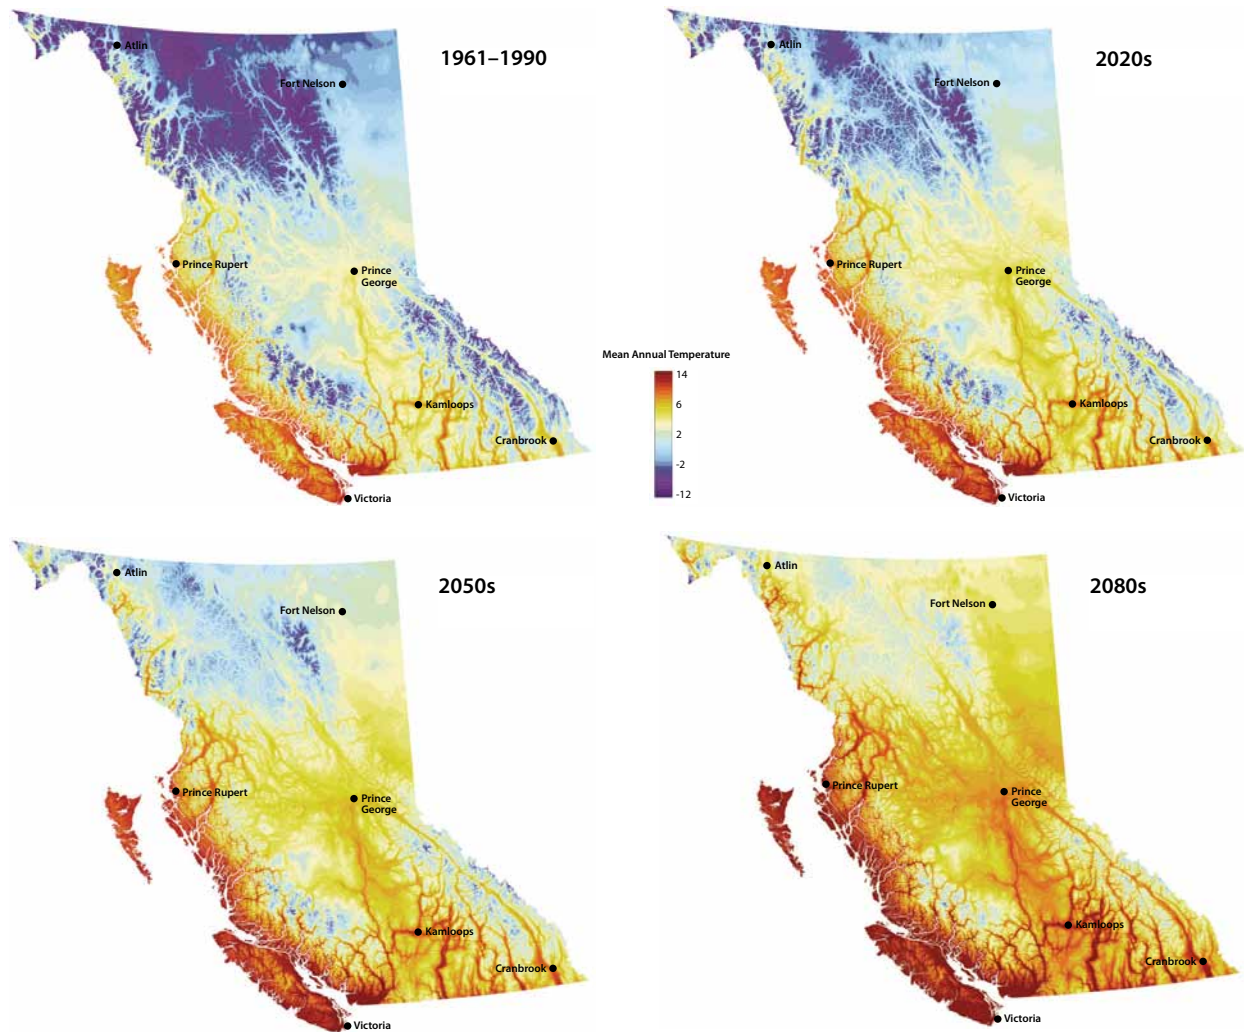 1961–1990
Atlin
Fort Nelson
Prince Rupert
Prince
George
Kamloops
Cranbrook
Victoria
2020s
Atlin
Fort Nelson
Prince Rupert
Prince
George
Kamloops
Cranbrook
Victoria
Mean Annual Temperature
14
6
2
-2
-12
2050s
Atlin
Fort Nelson
Prince Rupert
Prince
George
Kamloops
Cranbrook
Victoria
2080s
Atlin
Fort Nelson
Prince Rupert
Prince
George
Kamloops
Cranbrook
Victoria